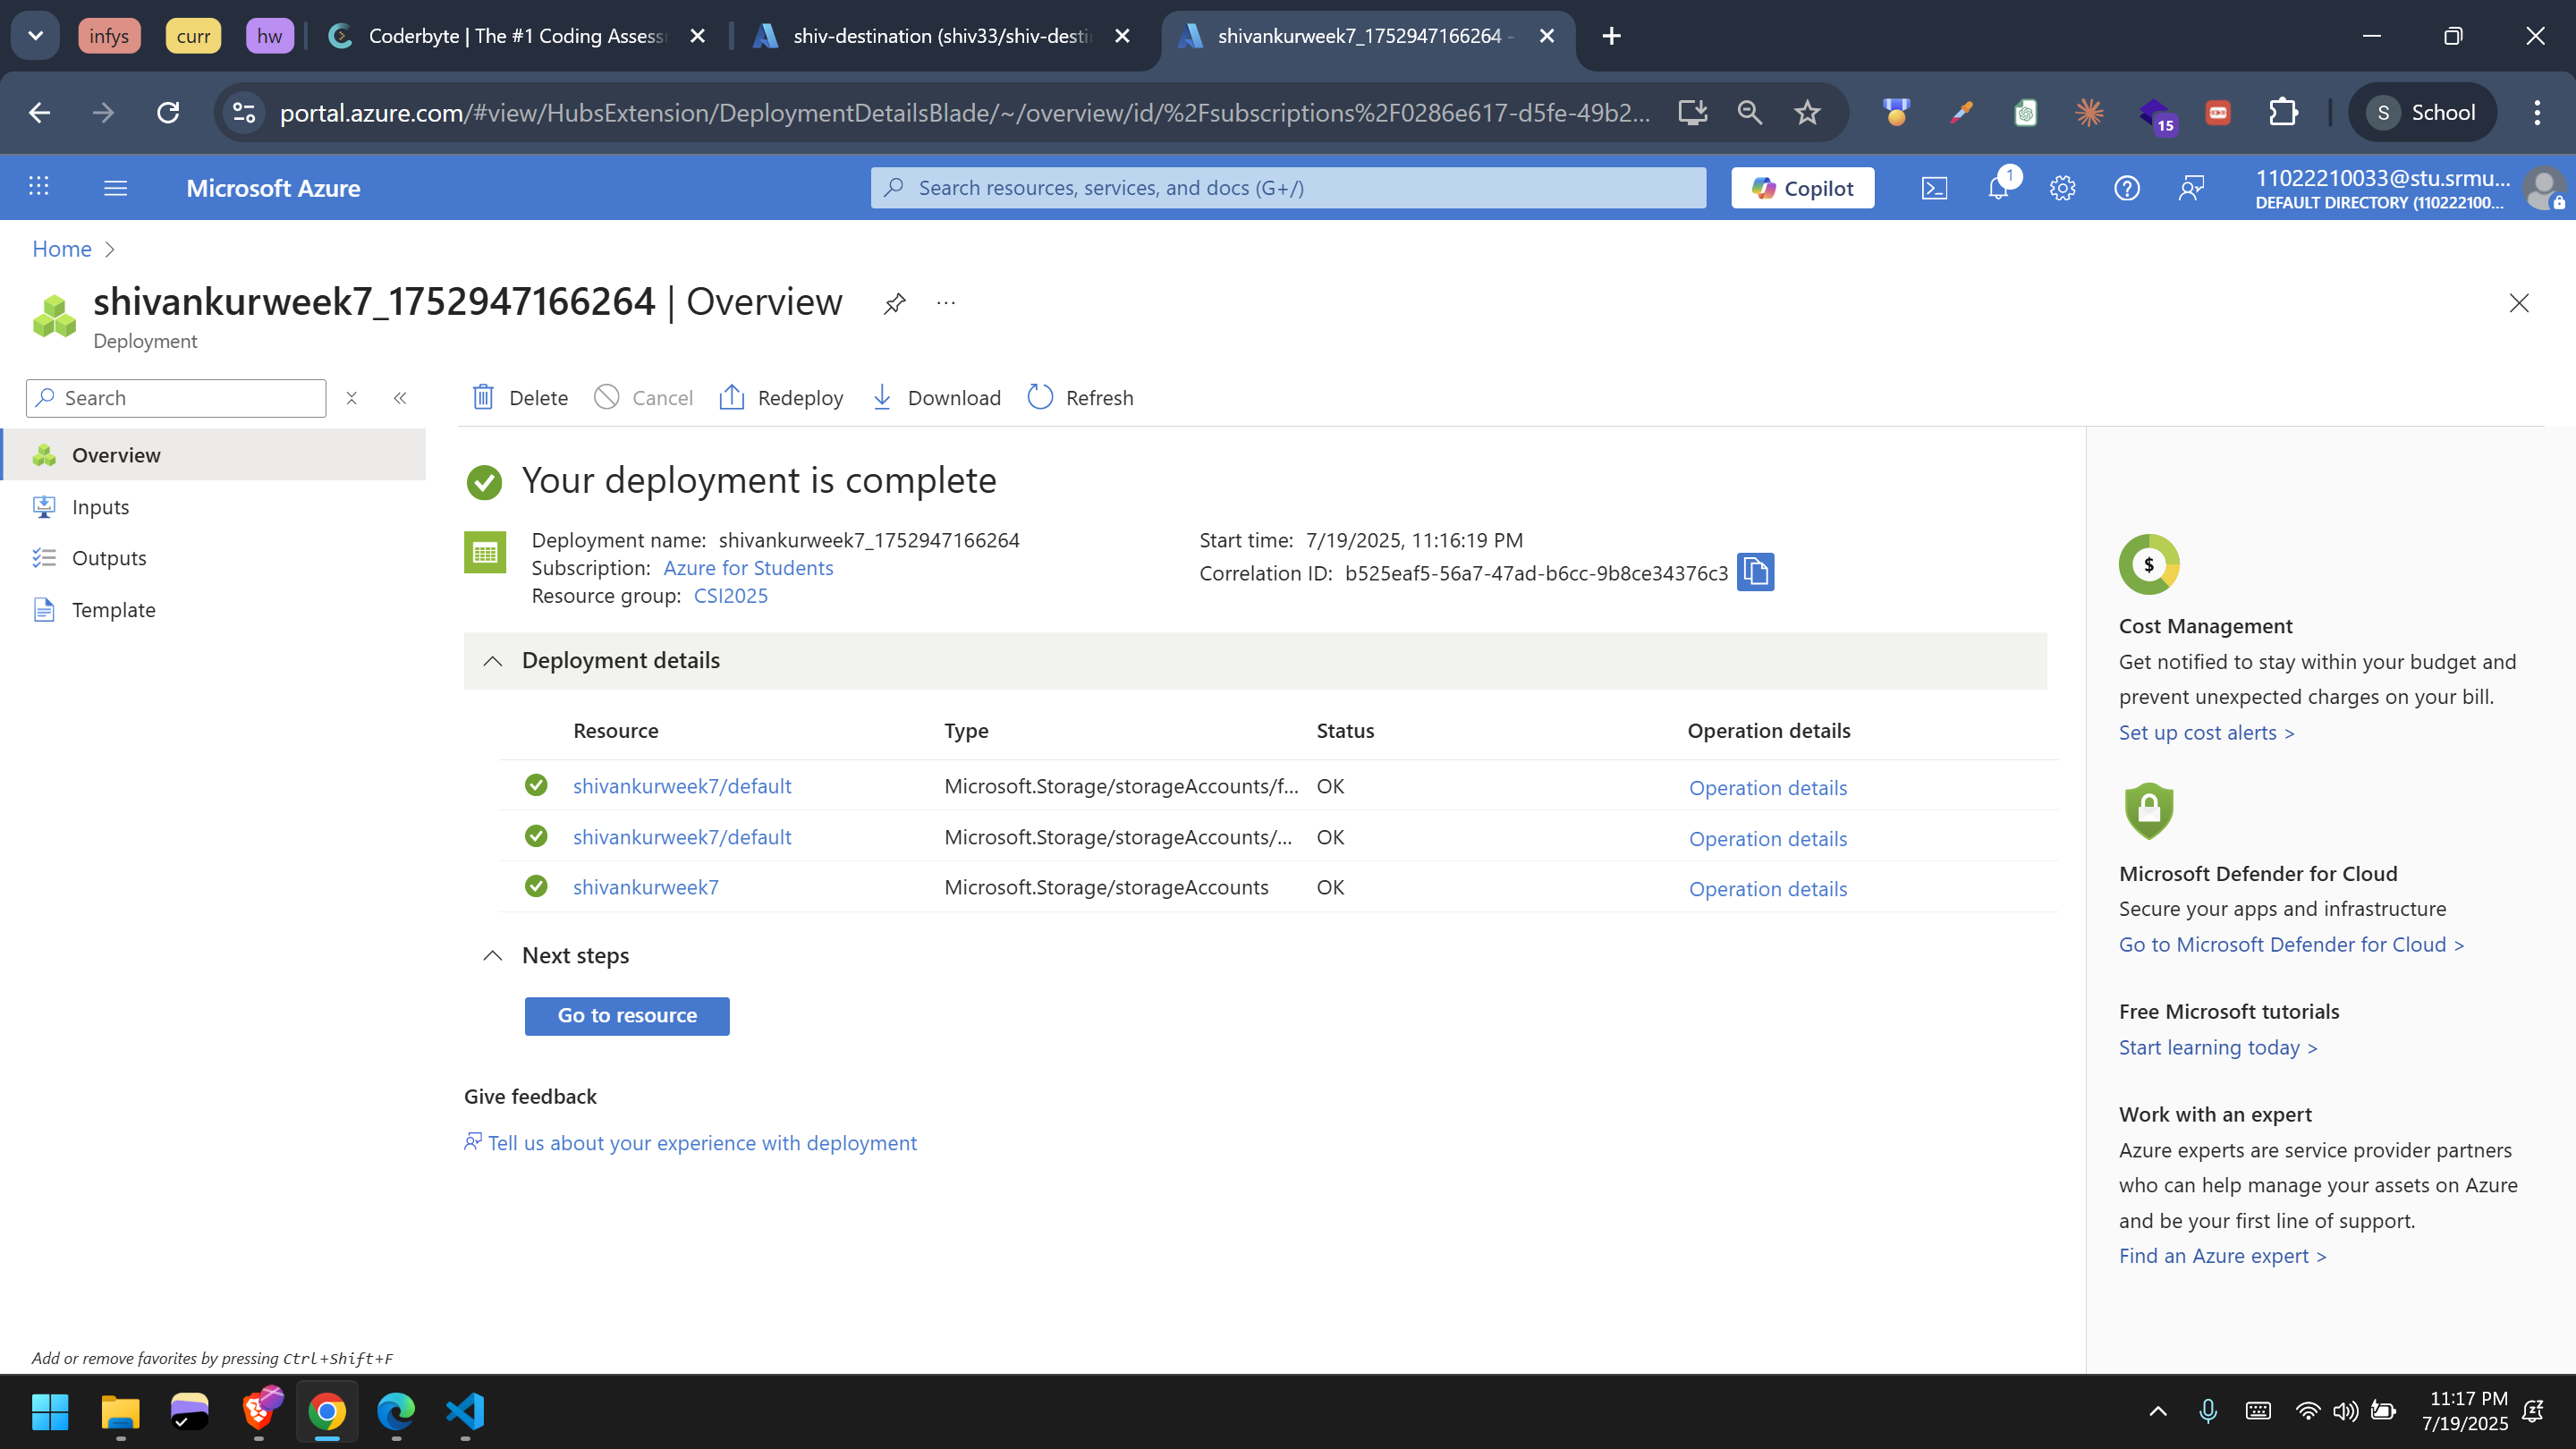 infys
curr
hw
Coderbyte | The #1 Coding Assess
shiv-destination (shiv33/shiv-desti
shivankurweek7_1752947166264 -
portal.azure.com/#view/HubsExtension/DeploymentDetailsBlade/~/overview/id/%2Fsubscriptions%2F0286e617-d5fe-49b2...
15
S
School
Microsoft Azure
Search resources, services, and docs (G+/)
Copilot
1
11022210033@stu.srmu...
DEFAULT DIRECTORY (110222100...
Home
shivankurweek7_1752947166264 | Overview
...
Deployment
Search
Delete
Cancel
Redeploy
Download
Refresh
Overview
Inputs
Outputs
Template
Your deployment is complete
Deployment name: shivankurweek7_1752947166264
Subscription: Azure for Students
Resource group: CSI2025
Start time: 7/19/2025, 11:16:19 PM
Correlation ID: b525eaf5-56a7-47ad-b6cc-9b8ce34376c3
Deployment details
Resource Type Status Operation details
shivankurweek7/default Microsoft.Storage/storageAccounts/f... OK Operation details
shivankurweek7/default Microsoft.Storage/storageAccounts/... OK Operation details
shivankurweek7 Microsoft.Storage/storageAccounts OK Operation details
Next steps
Go to resource
Give feedback
Tell us about your experience with deployment
$
Cost Management
Get notified to stay within your budget and
prevent unexpected charges on your bill.
Set up cost alerts >
Microsoft Defender for Cloud
Secure your apps and infrastructure
Go to Microsoft Defender for Cloud >
Free Microsoft tutorials
Start learning today >
Work with an expert
Azure experts are service provider partners
who can help manage your assets on Azure
and be your first line of support.
Find an Azure expert >
Add or remove favorites by pressing Ctrl+Shift+F
11:17 PM
7/19/2025